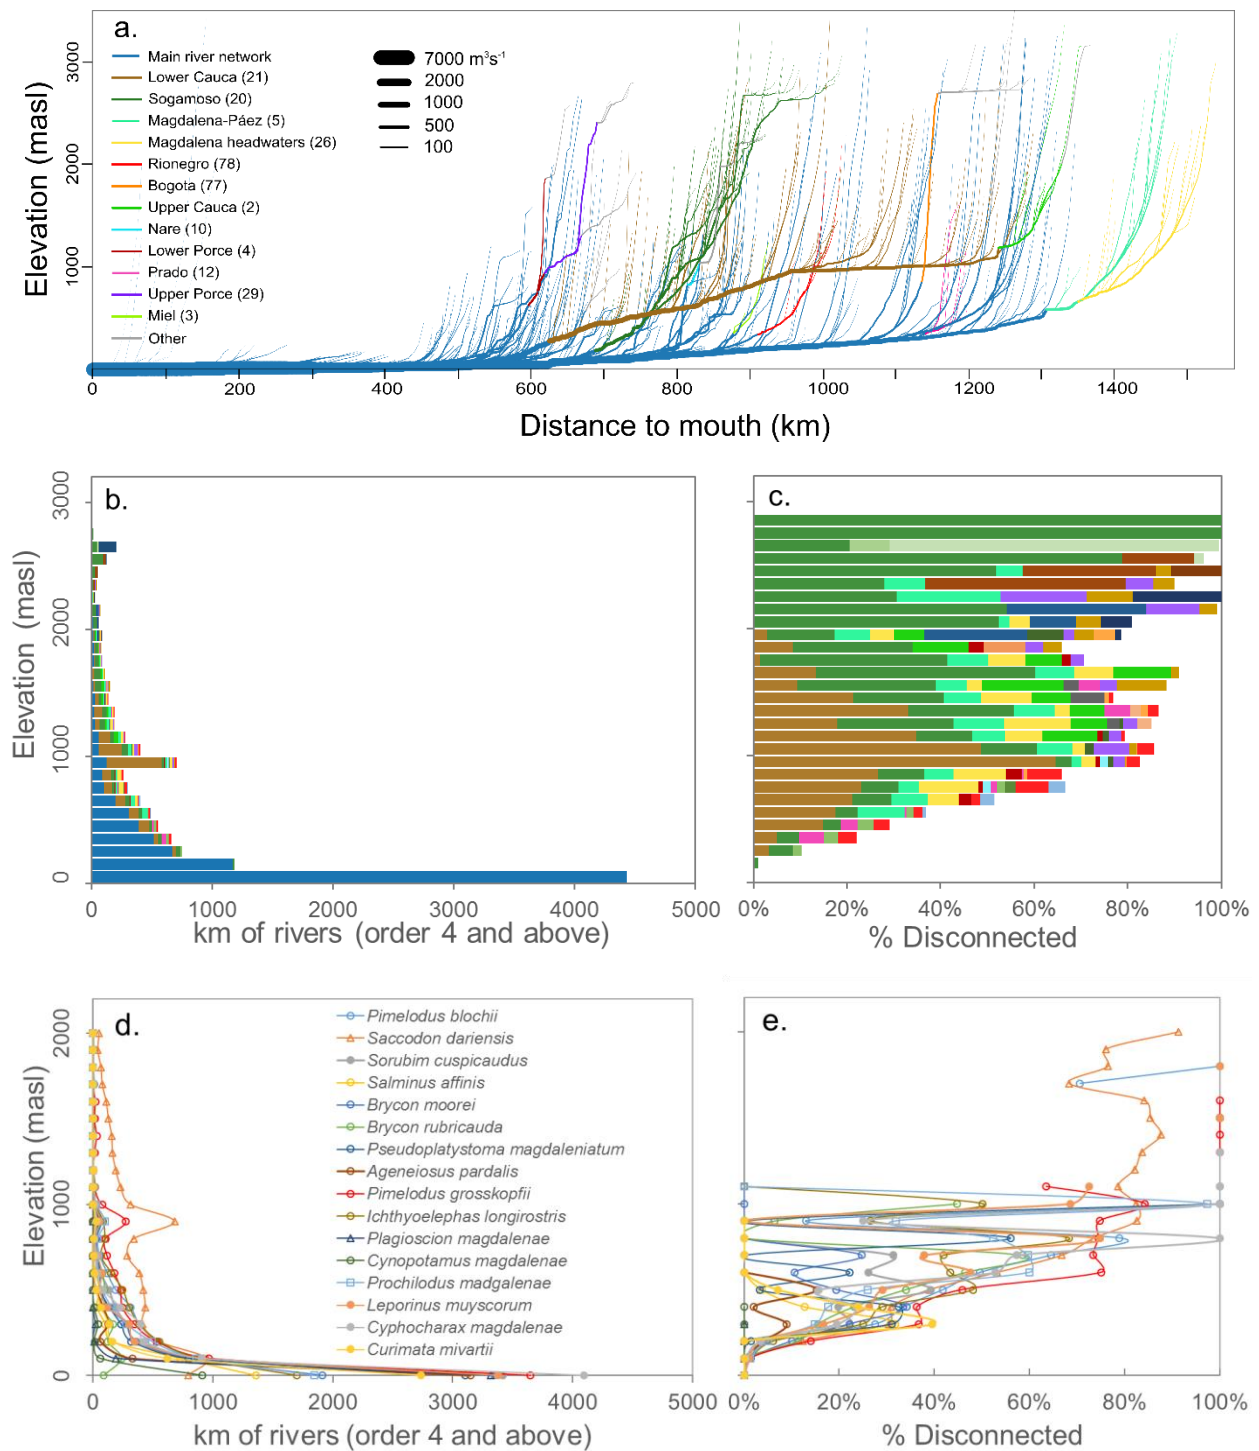 a.
Elevation (masl)
3000
2000
1000
Main river network
Lower Cauca (21)
Sogamoso (20)
Magdalena-Páez (5)
Magdalena headwaters (26)
Rionegro (78)
Bogota (77)
Upper Cauca (2)
Nare (10)
Lower Porce (4)
Prado (12)
Upper Porce (29)
Miel (3)
Other
7000 m³s⁻¹
2000
1000
500
100
0 200 400 600 800 1000 1200 1400
Distance to mouth (km)
b.
Elevation (masl)
3000
2000
1000
0
0 1000 2000 3000 4000 5000
km of rivers (order 4 and above)
c.
0% 20% 40% 60% 80% 100%
% Disconnected
d.
Elevation (masl)
2000
1000
0
Pimelodus blochii
Saccodon dariensis
Sorubim cuspicaudus
Salminus affinis
Brycon moorei
Brycon rubricauda
Pseudoplatystoma magdaleniatum
Ageneiosus pardalis
Pimelodus grosskopfii
Ichthyoelephas longirostris
Plagioscion magdalenae
Cynopotamus magdalenae
Prochilodus madgalenae
Leporinus muyscorum
Cyphocharax magdalenae
Curimata mivartii
0 1000 2000 3000 4000 5000
km of rivers (order 4 and above)
e.
0% 20% 40% 60% 80% 100%
% Disconnected